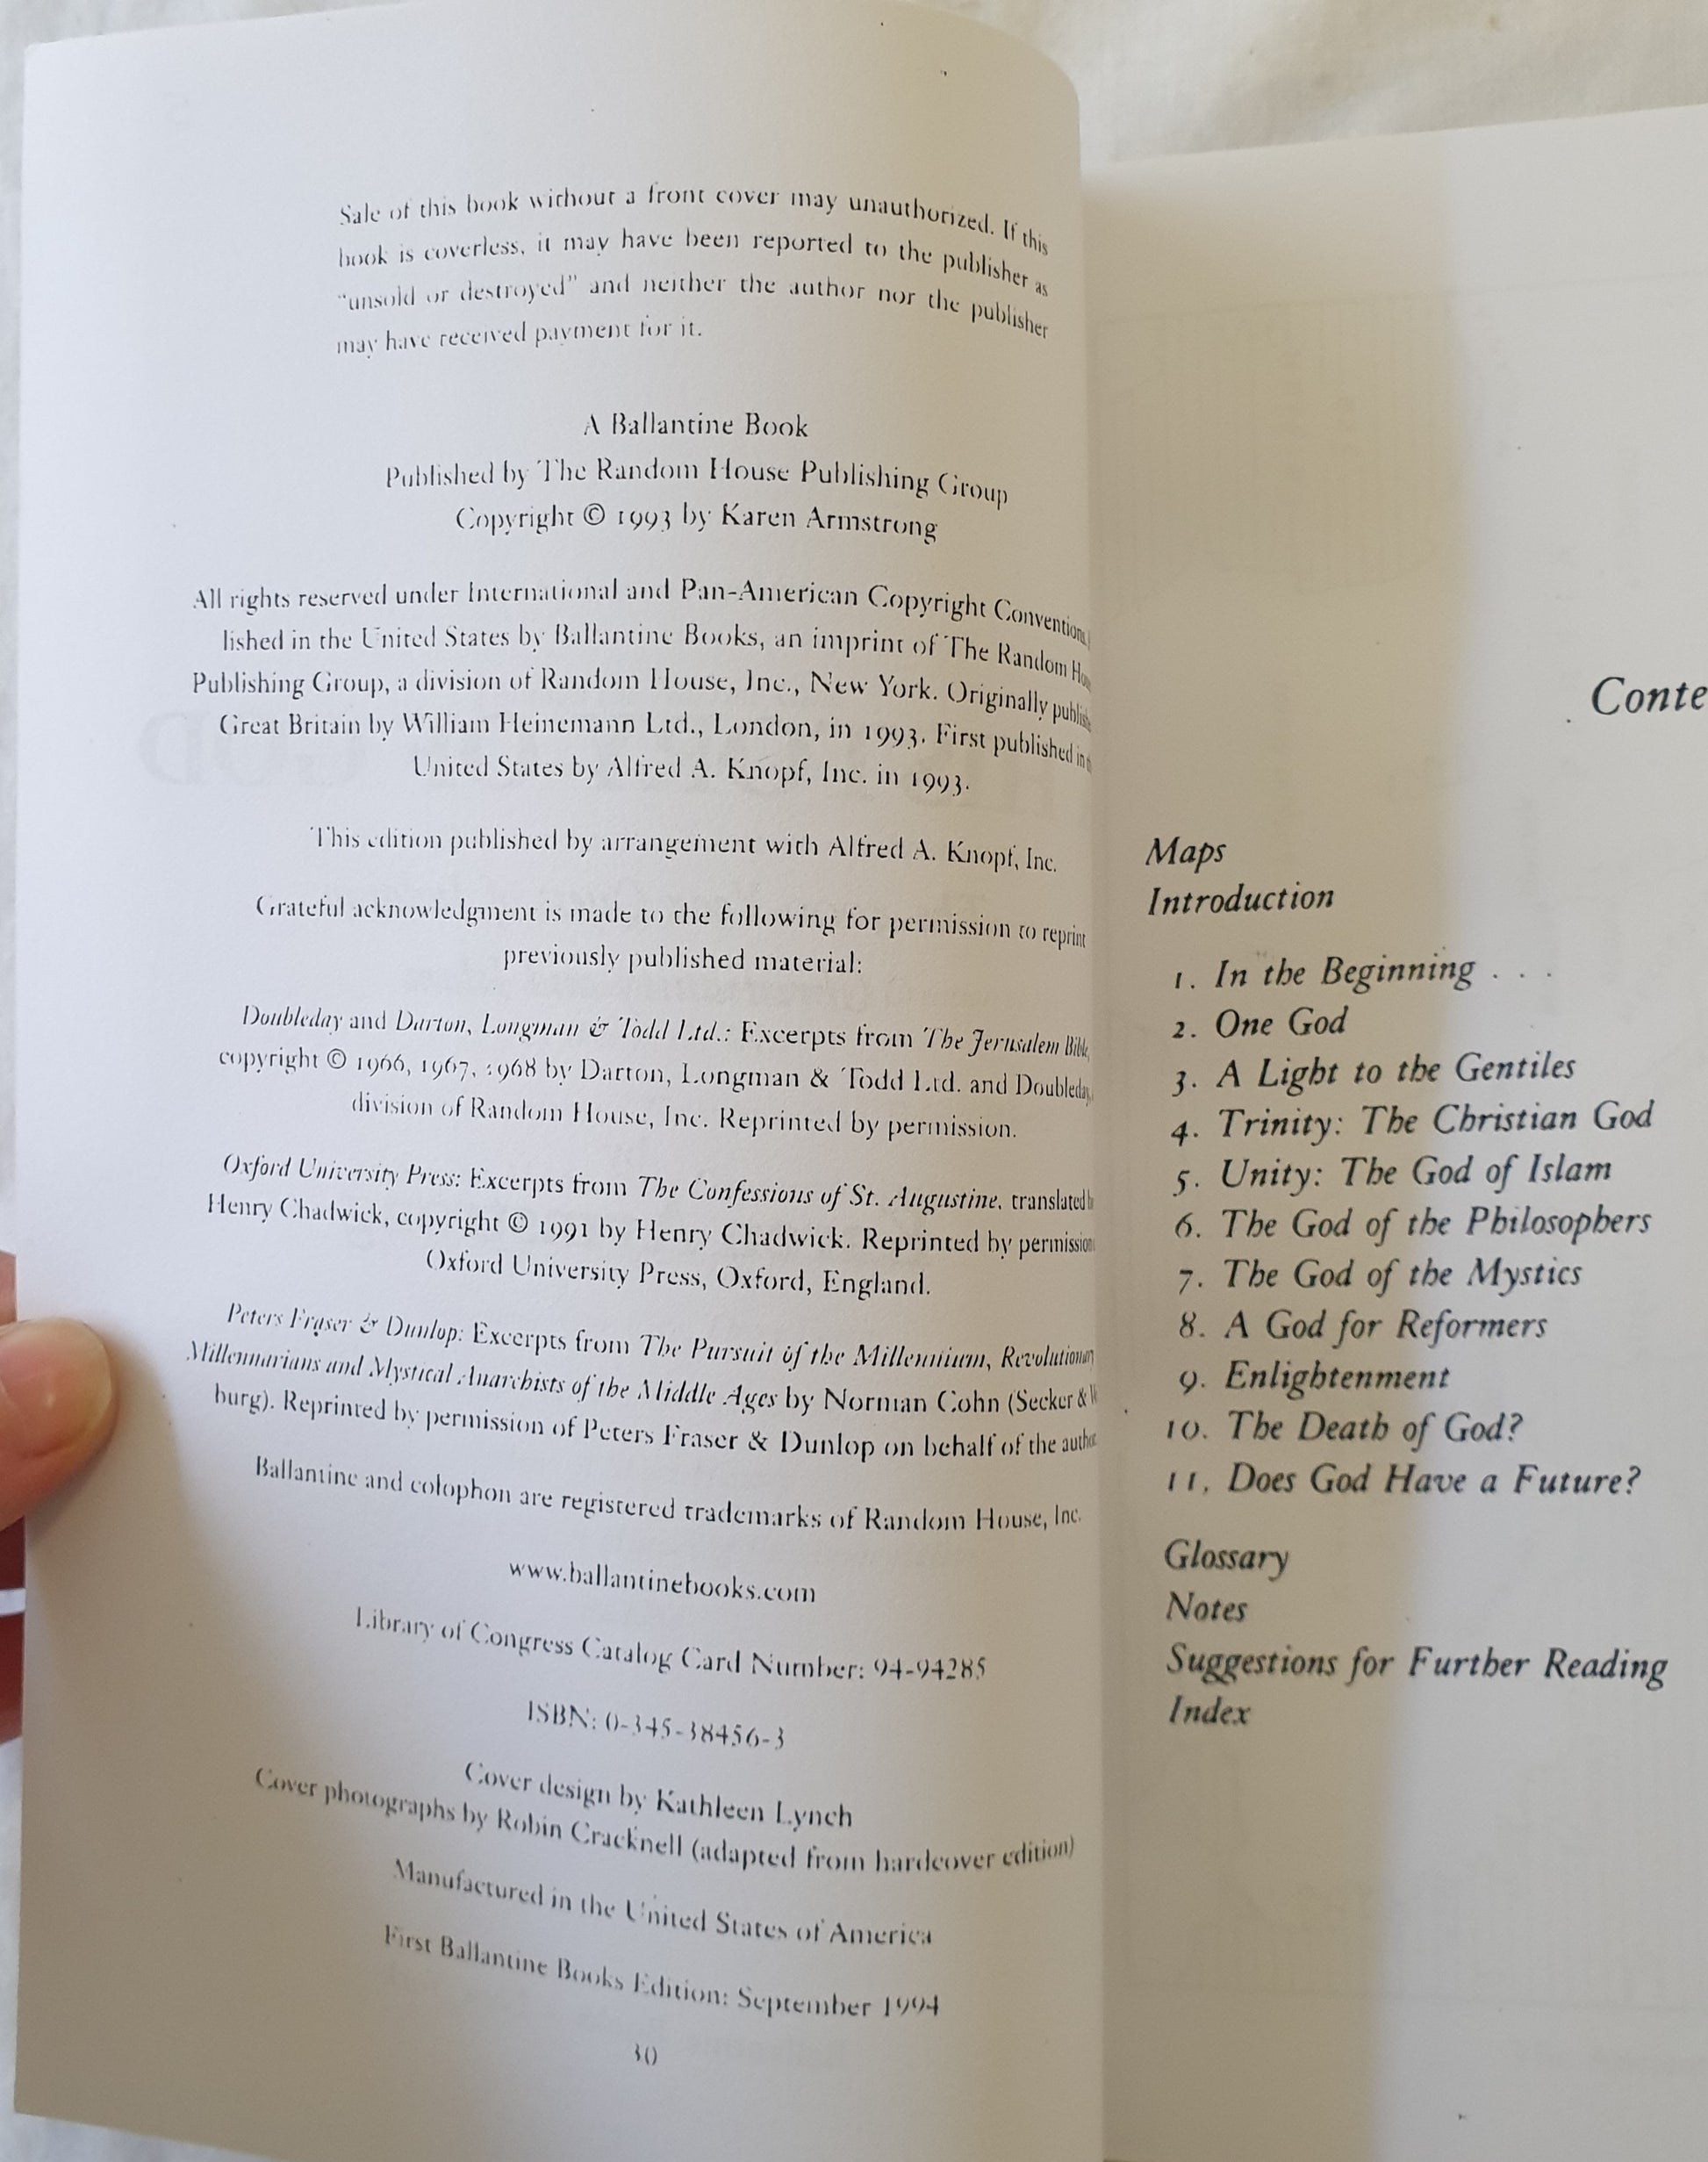 Sale of this book without a front cover may unauthorized. If this
book is coverless, it may have been reported to the publisher as
“unsold or destroyed” and neither the author nor the publisher
may have received payment for it.
A Ballantine Book
Published by The Random House Publishing Group
Copyright © 1993 by Karen Armstrong
All rights reserved under International and Pan-American Copyright Conventions.
lished in the United States by Ballantine Books, an imprint of The Random
Publishing Group, a division of Random House, Inc., New York. Originally
Great Britain by William Heinemann Ltd., London, in 1993. First published in
United States by Alfred A. Knopf, Inc. in 1993.
This edition published by arrangement with Alfred A. Knopf, Inc.
Grateful acknowledgment is made to the following for permission to reprint
previously published material:
Doubleday and Darton, Longman & Todd Ltd.: Excerpts from The Jerusalem Bible,
copyright © 1966, 1967, 1968 by Darton, Longman & Todd Ltd. and
division of Random House, Inc. Reprinted by permission.
Oxford University Press: Excerpts from The Confessions of St. Augustine, translated
Henry Chadwick, copyright © 1991 by Henry Chadwick. Reprinted by permission
Oxford University Press, Oxford, England.
Peters Fraser & Dunlop: Excerpts from The Pursuit of the Millennium, Revolutionary
Millennarians and Mystical Anarchists of the Middle Ages by Norman Cohn (Secker &
burg). Reprinted by permission of Peters Fraser & Dunlop on behalf of the
Ballantine and colophon are registered trademarks of Random House, Inc.
www.ballantinebooks.com
Library of Congress Catalog Card Number: 94-94285
ISBN: 0-345-38456-3
Cover design by Kathleen Lynch
Cover photographs by Robin Cracknell (adapted from hardcover edition)
Manufactured in the United States of America
First Ballantine Books Edition: September 1994
30
Conte
Maps
Introduction
1. In the Beginning . . .
2. One God
3. A Light to the Gentiles
4. Trinity: The Christian God
5. Unity: The God of Islam
6. The God of the Philosophers
7. The God of the Mystics
8. A God for Reformers
9. Enlightenment
10. The Death of God?
11. Does God Have a Future?
Glossary
Notes
Suggestions for Further Reading
Index